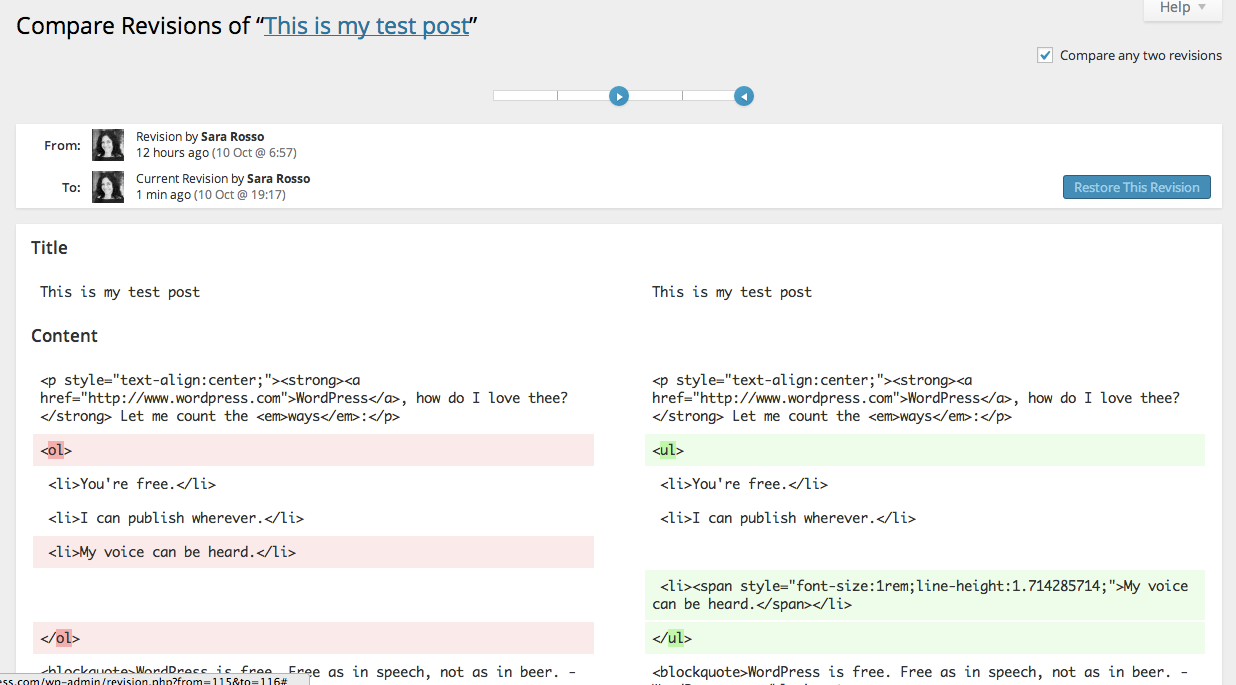 Help
Compare Revisions of “This is my test post”
Compare any two revisions
From:
Revision by Sara Rosso
12 hours ago (10 Oct @ 6:57)
To:
Current Revision by Sara Rosso
1 min ago (10 Oct @ 19:17)
Restore This Revision
Title
This is my test post
This is my test post
Content
<p style="text-align:center;"><strong><a
href="http://www.wordpress.com">WordPress</a>, how do I love thee?
</strong> Let me count the <em>ways</em>:</p>
<p style="text-align:center;"><strong><a
href="http://www.wordpress.com">WordPress</a>, how do I love thee?
</strong> Let me count the <em>ways</em>:</p>
<ol>
<ul>
<li>You're free.</li>
<li>You're free.</li>
<li>I can publish wherever.</li>
<li>I can publish wherever.</li>
<li>My voice can be heard.</li>
<li><span style="font-size:1rem;line-height:1.714285714;">My voice
can be heard.</span></li>
</ol>
</ul>
<blockquote>WordPress is free. Free as in speech, not as in beer. -
<blockquote>WordPress is free. Free as in speech, not as in beer. -
ess.com/wp-admin/revision.php?from=115&to=116#